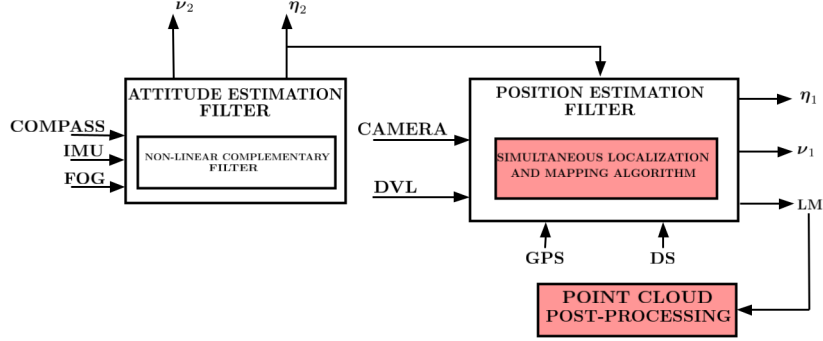 ν₂
η₂
ATTITUDE ESTIMATION
FILTER
COMPASS
IMU
FOG
NON-LINEAR COMPLEMENTARY
FILTER
POSITION ESTIMATION
FILTER
CAMERA
DVL
SIMULTANEOUS LOCALIZATION
AND MAPPING ALGORITHM
η₁
ν₁
LM
GPS
DS
POINT CLOUD
POST-PROCESSING